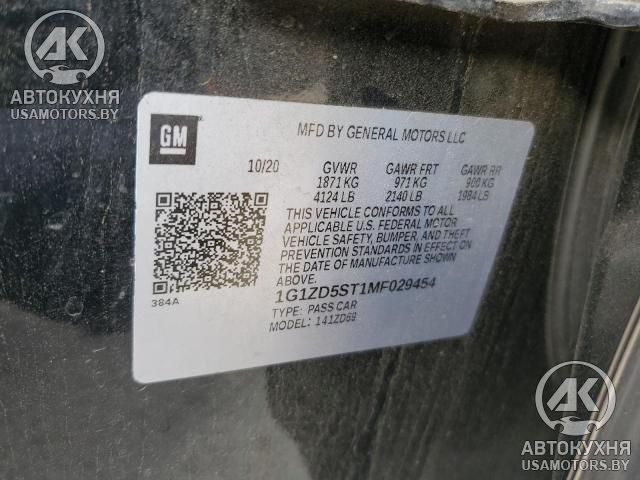 AK
АВТОКУХНЯ
USAMOTORS.BY
GM
MFD BY GENERAL MOTORS LLC
10/20 GVWR GAWR FRT GAWR RR
1871 KG 971 KG 900 KG
4124 LB 2140 LB 1984 LB
THIS VEHICLE CONFORMS TO ALL
APPLICABLE U.S. FEDERAL MOTOR
VEHICLE SAFETY, BUMPER, AND THEFT
PREVENTION STANDARDS IN EFFECT ON
THE DATE OF MANUFACTURE SHOWN
ABOVE.
1G1ZD5ST1MF029454
TYPE: PASS CAR
MODEL: 141ZD69
384A
AK
АВТОКУХНЯ
USAMOTORS.BY